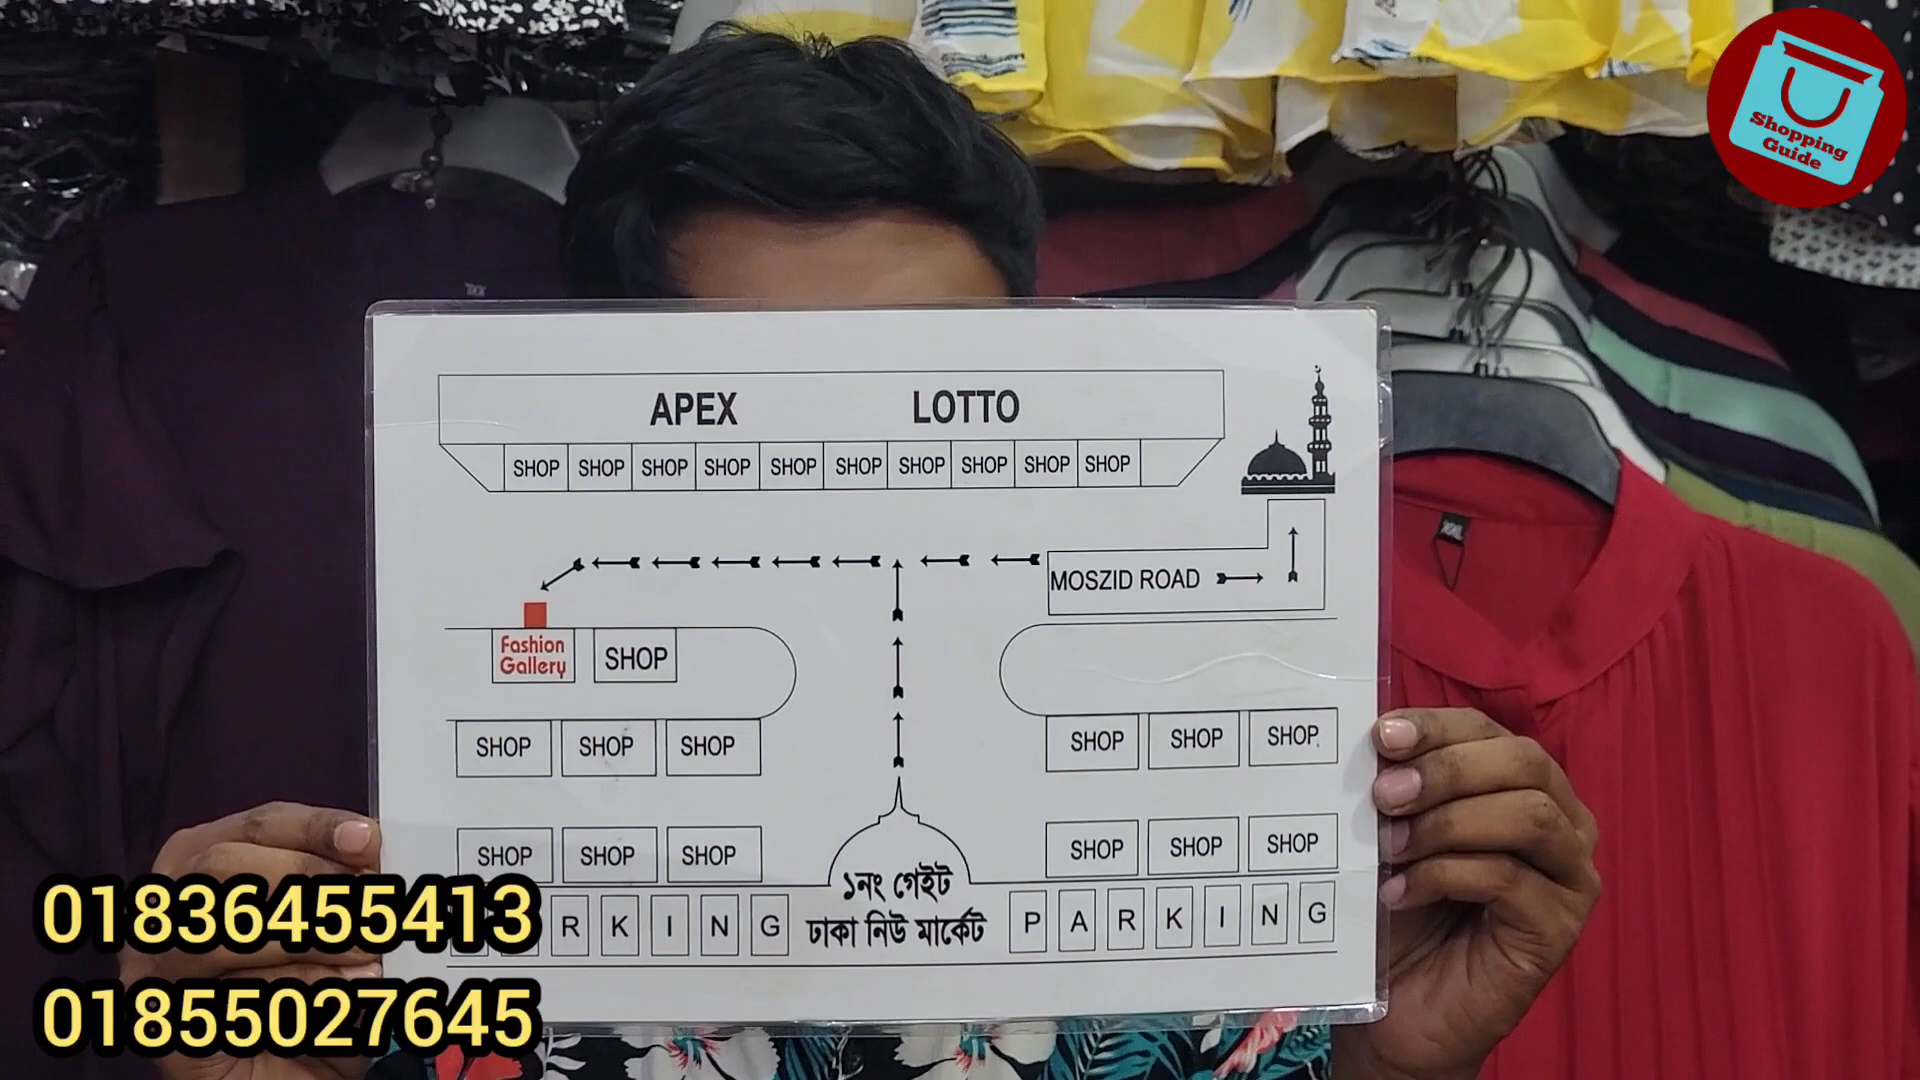 Shopping
Guide
APEX LOTTO
SHOP SHOP SHOP SHOP SHOP SHOP SHOP SHOP SHOP SHOP
MOSZID ROAD
Fashion
Gallery
SHOP
SHOP SHOP SHOP SHOP SHOP SHOP
SHOP SHOP SHOP SHOP SHOP SHOP
১নং গেইট
ঢাকা নিউ মার্কেট
R K I N G P A R K I N G
01836455413
01855027645
XXL